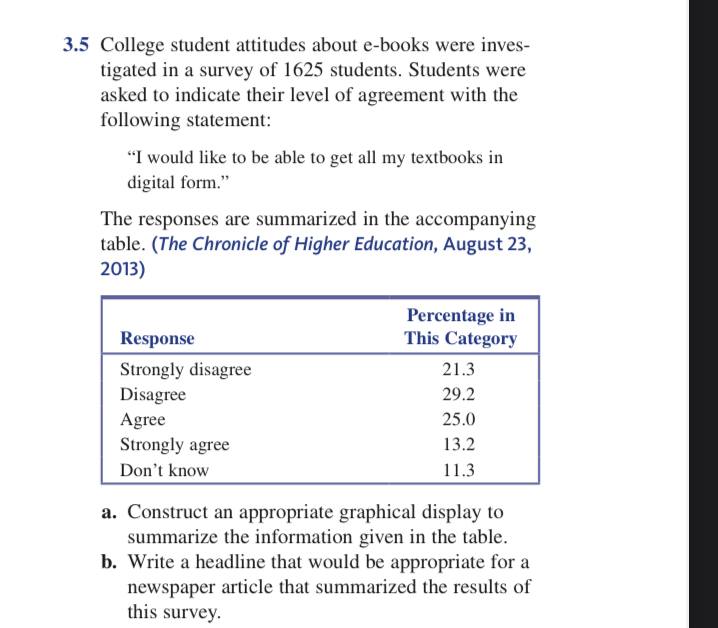 3.5 College student attitudes about e-books were inves-
tigated in a survey of 1625 students. Students were
asked to indicate their level of agreement with the
following statement:
“I would like to be able to get all my textbooks in
digital form.”
The responses are summarized in the accompanying
table. (The Chronicle of Higher Education, August 23,
2013)
Percentage in
Response This Category
Strongly disagree 21.3
Disagree 29.2
Agree 25.0
Strongly agree 13.2
Don’t know 11.3
a. Construct an appropriate graphical display to
summarize the information given in the table.
b. Write a headline that would be appropriate for a
newspaper article that summarized the results of
this survey.